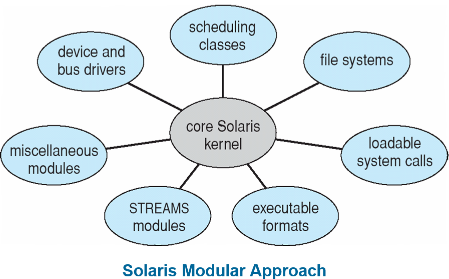 scheduling
classes
device and
bus drivers
file systems
core Solaris
kernel
miscellaneous
modules
loadable
system calls
STREAMS
modules
executable
formats
Solaris Modular Approach